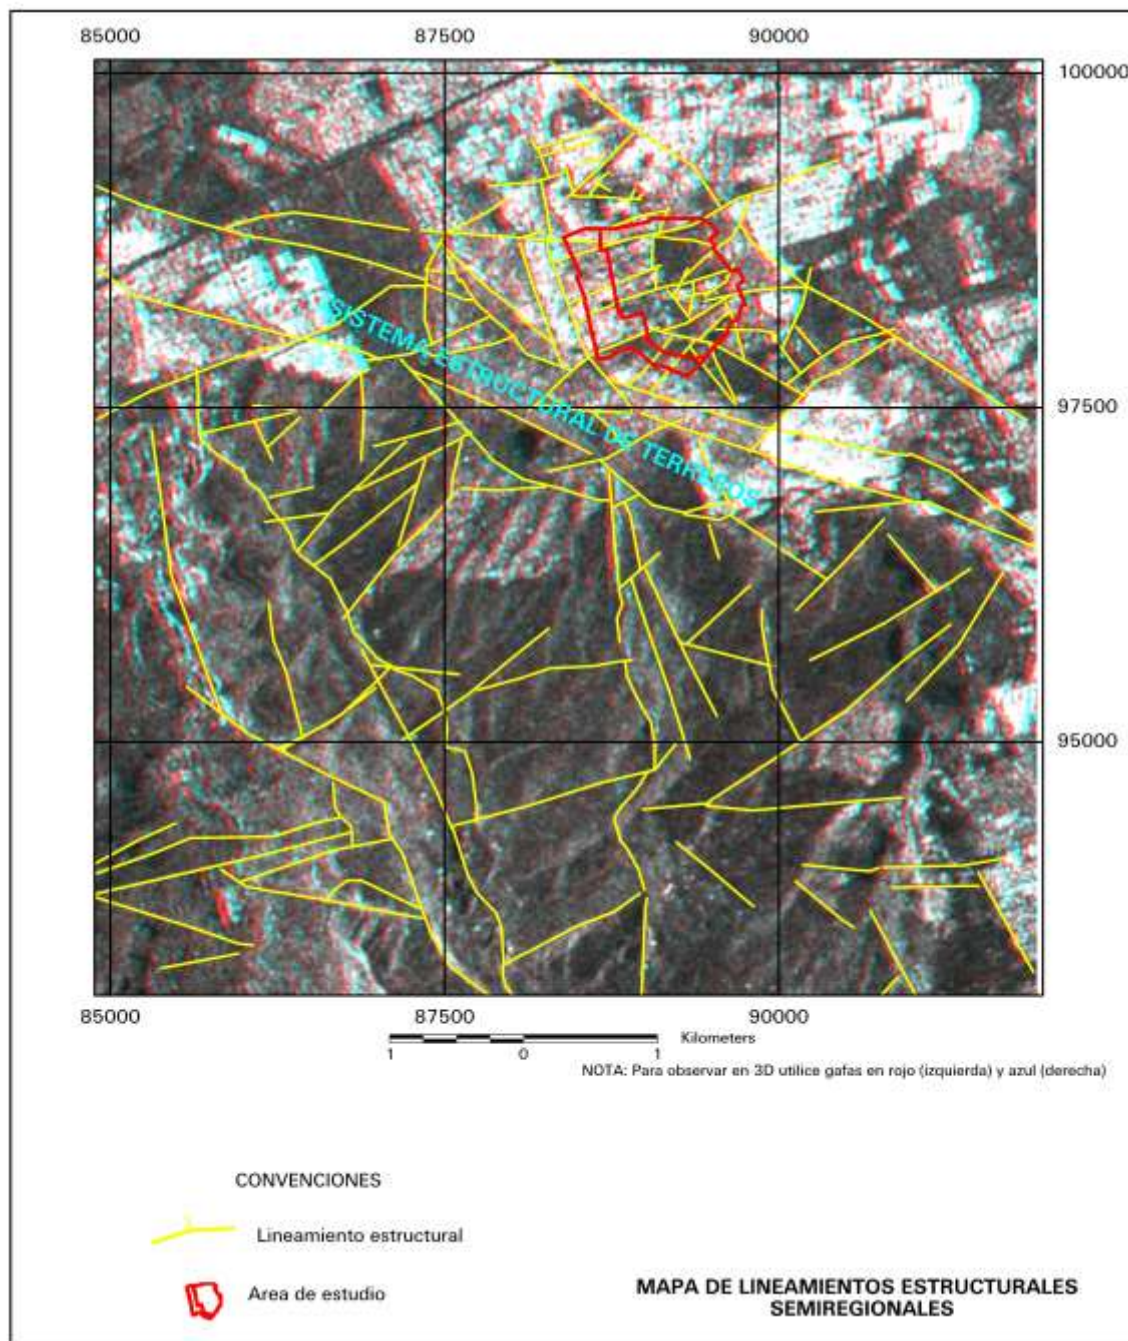 85000 87500 90000
100000
SISTEMA ESTRUCTURAL DE TERREROS
97500
95000
85000 87500 90000
Kilometers
1 0 1
NOTA: Para observar en 3D utilice gafas en rojo (izquierda) y azul (derecha)
CONVENCIONES
Lineamiento estructural
Area de estudio
MAPA DE LINEAMIENTOS ESTRUCTURALES
SEMIREGIONALES